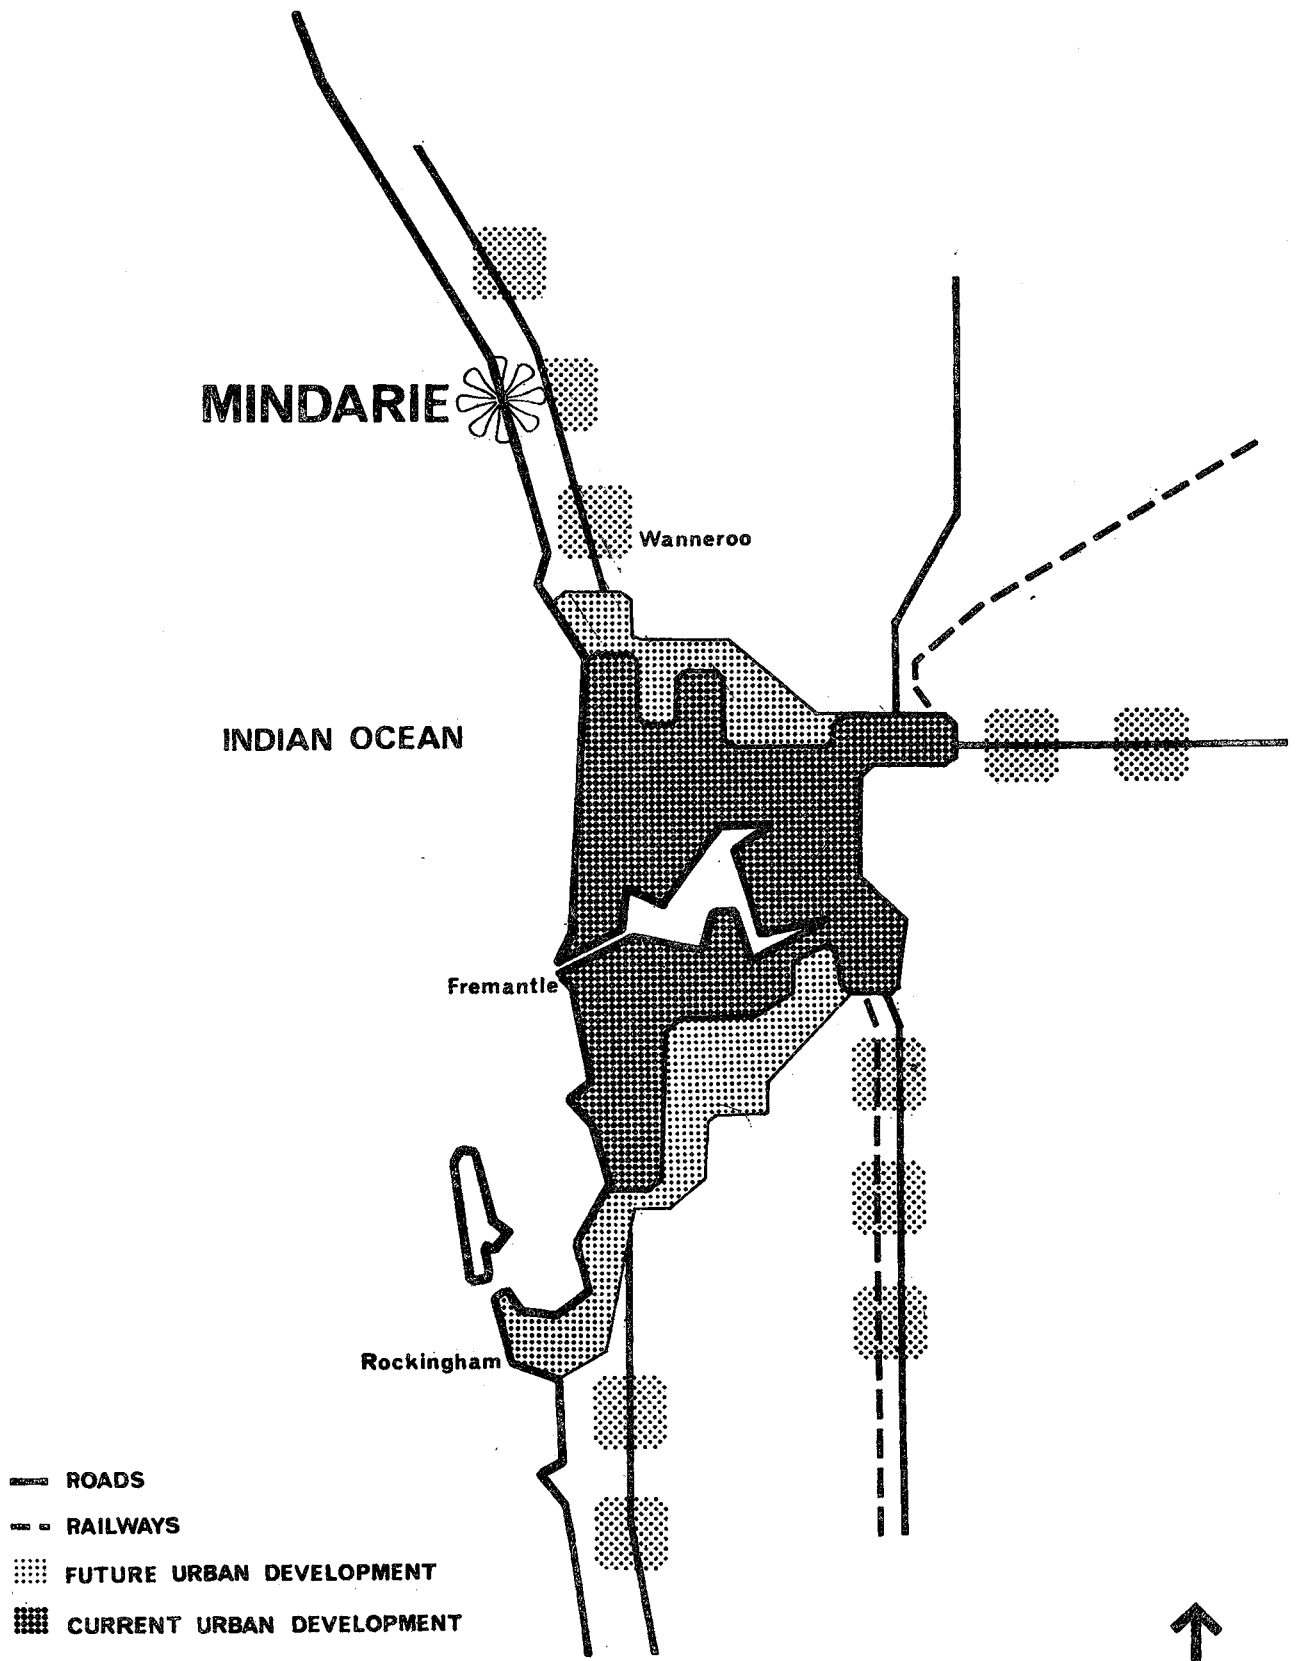 MINDARIE
Wanneroo
INDIAN OCEAN
Fremantle
Rockingham
ROADS
RAILWAYS
FUTURE URBAN DEVELOPMENT
CURRENT URBAN DEVELOPMENT